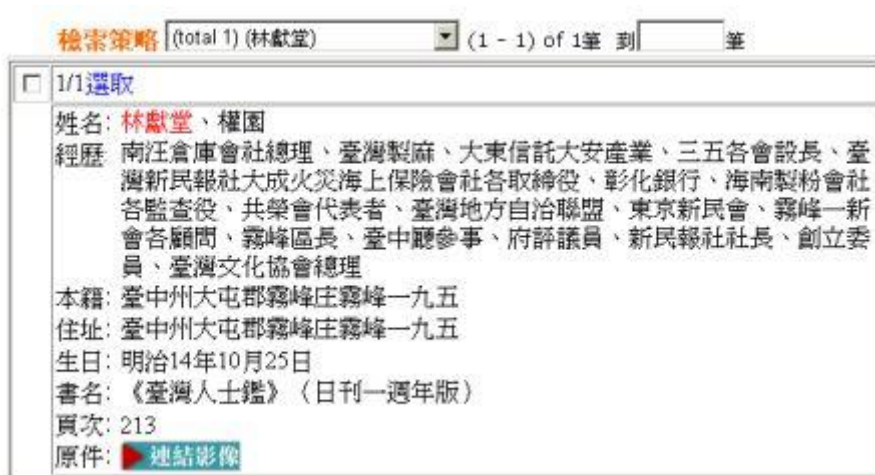 檢索策略 (total 1) (林獻堂) (1 - 1) of 1筆 到 筆
1/1選取
姓名: 林獻堂、權園
經歷: 南汪倉庫會社總理、臺灣製麻、大東信託大安產業、三五各會設長、臺
灣新民報社大成火災海上保險會社各取締役、彰化銀行、海南製粉會社
各監查役、共榮會代表者、臺灣地方自治聯盟、東京新民會、霧峰一新
會各顧問、霧峰區長、臺中廳參事、府評議員、新民報社社長、創立委
員、臺灣文化協會總理
本籍: 臺中州大屯郡霧峰庄霧峰一九五
住址: 臺中州大屯郡霧峰庄霧峰一九五
生日: 明治14年10月25日
書名: 《臺灣人士鑑》（日刊一週年版）
頁次: 213
原件: 連結影像